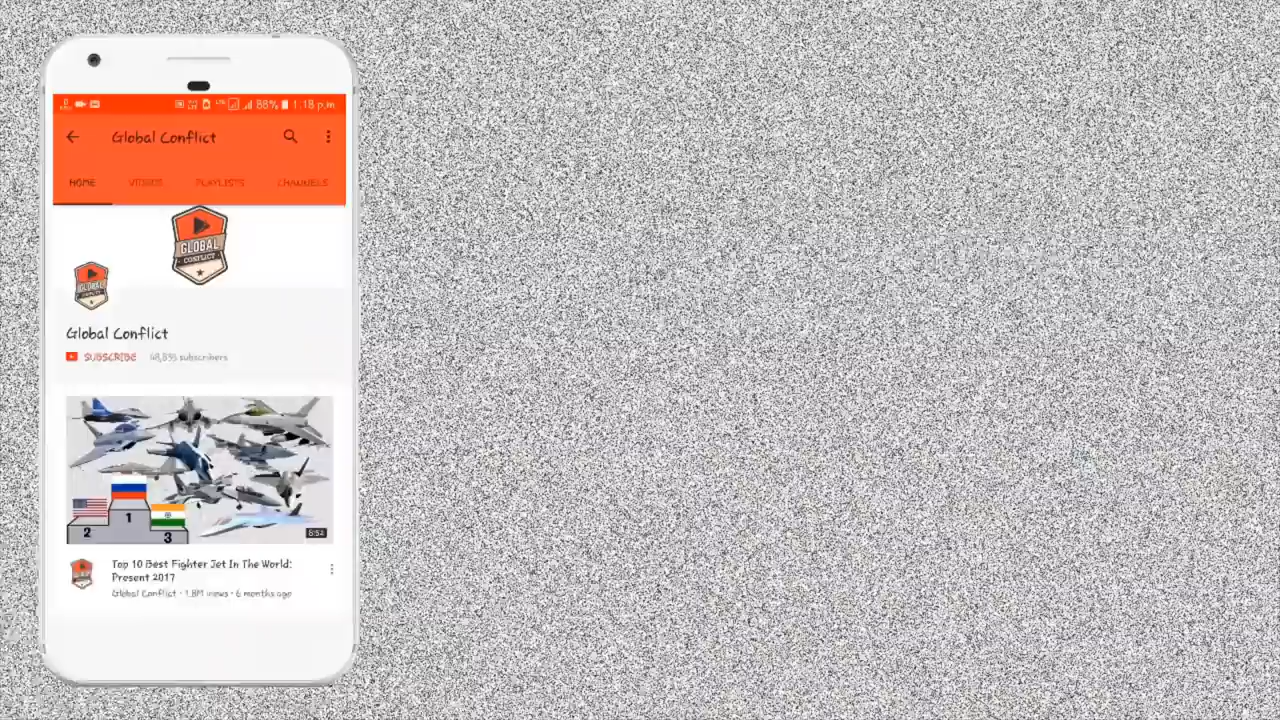 88% 1:18 p.m.
Global Conflict
HOME VIDEOS PLAYLISTS CHANNELS
GLOBAL
CONFLICT
Global Conflict
SUBSCRIBE subscribers
1
2
3
8:54
Top 10 Best Fighter Jet In The World:
Present 2017
Global Conflict · 1.8M views · 6 months ago